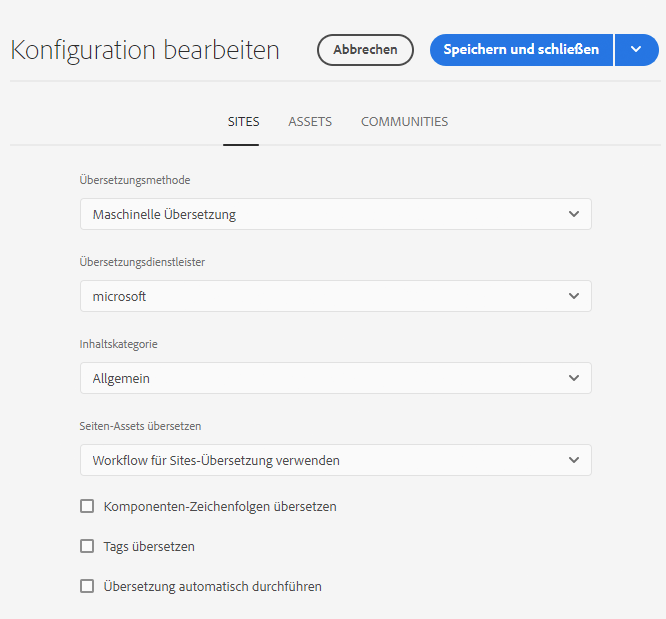 Konfiguration bearbeiten
Abbrechen
Speichern und schließen
SITES
ASSETS
COMMUNITIES
Übersetzungsmethode
Maschinelle Übersetzung
Übersetzungsdienstleister
microsoft
Inhaltskategorie
Allgemein
Seiten-Assets übersetzen
Workflow für Sites-Übersetzung verwenden
Komponenten-Zeichenfolgen übersetzen
Tags übersetzen
Übersetzung automatisch durchführen